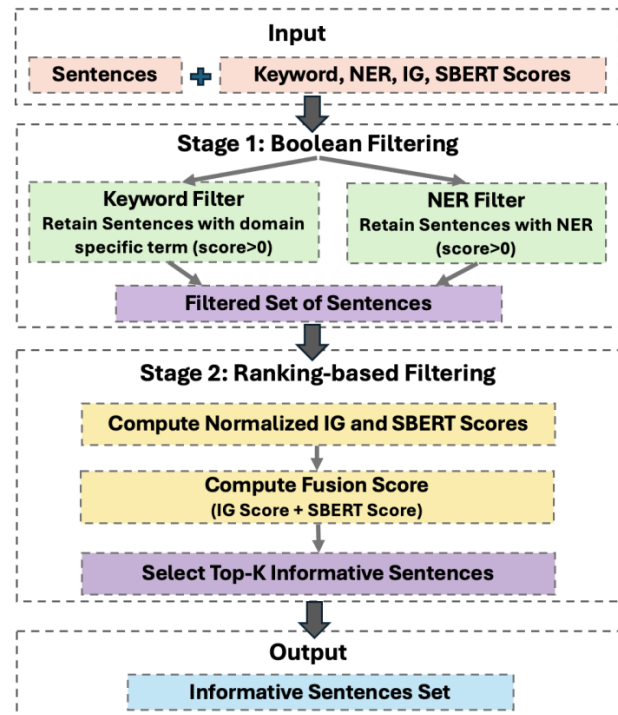 Input
Sentences + Keyword, NER, IG, SBERT Scores
Stage 1: Boolean Filtering
Keyword Filter
Retain Sentences with domain
specific term (score>0)
NER Filter
Retain Sentences with NER
(score>0)
Filtered Set of Sentences
Stage 2: Ranking-based Filtering
Compute Normalized IG and SBERT Scores
Compute Fusion Score
(IG Score + SBERT Score)
Select Top-K Informative Sentences
Output
Informative Sentences Set